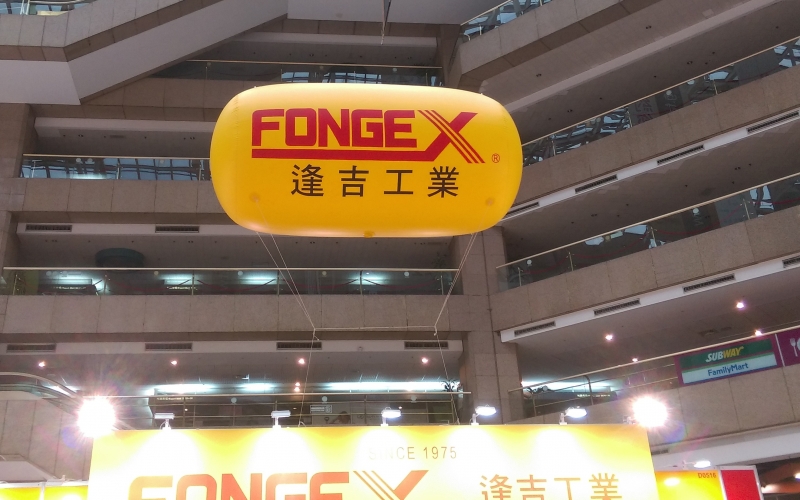 FONGEX®
逢吉工業
SUBWAY
FamilyMart
SINCE 1975
FONGEX 逢吉工業